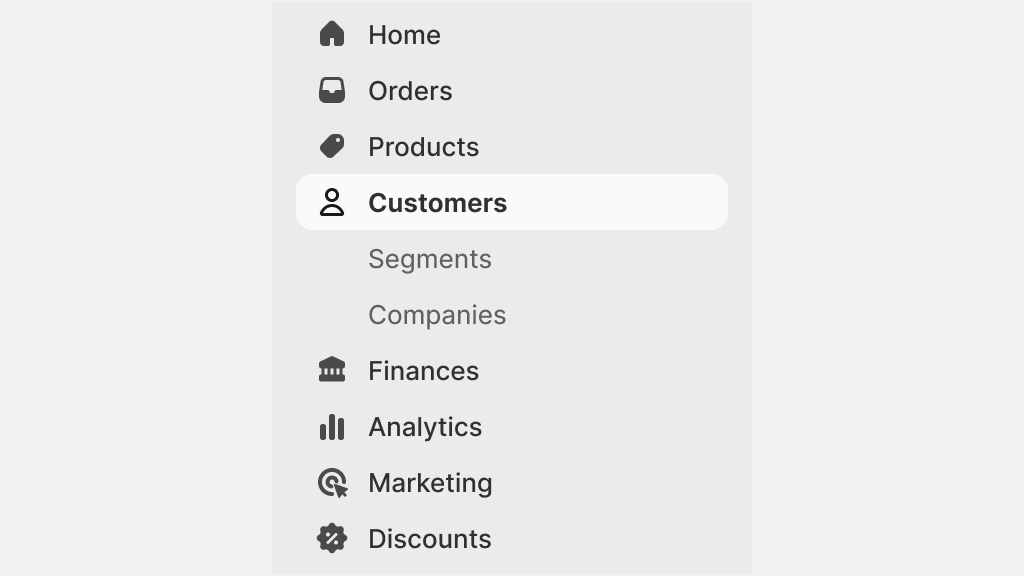 Home
Orders
Products
Customers
Segments
Companies
Finances
Analytics
Marketing
Discounts